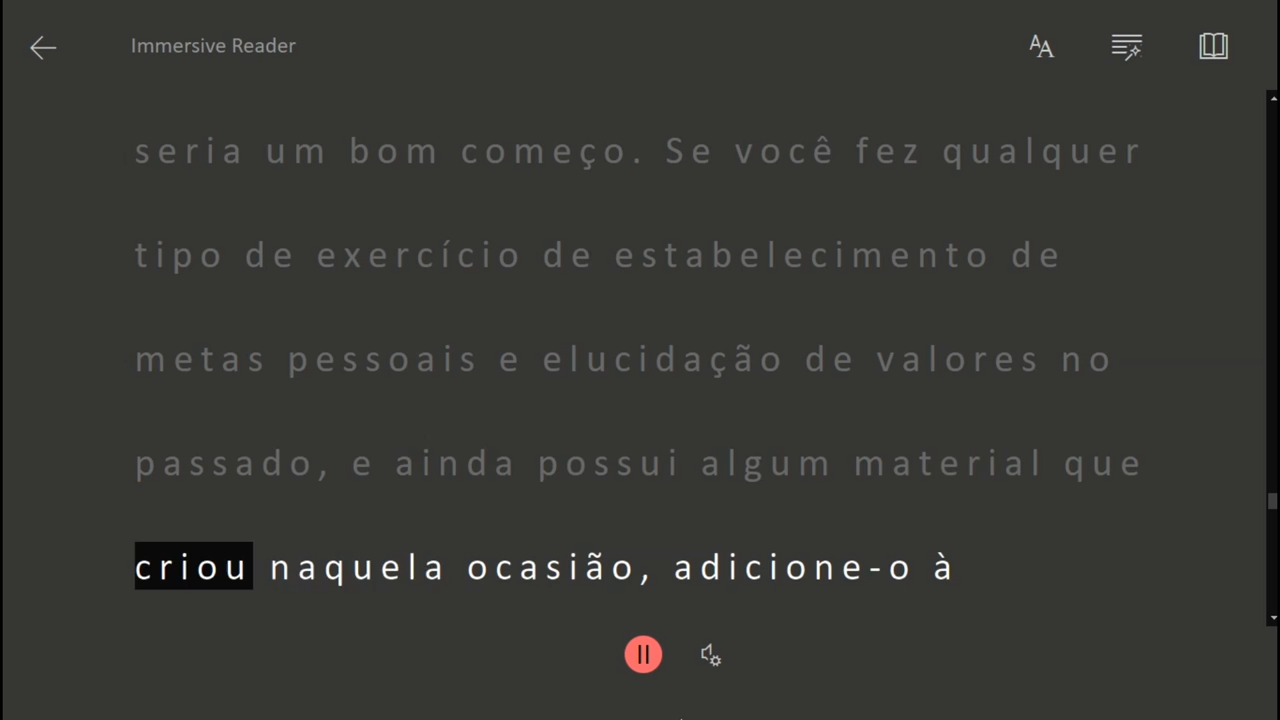 Immersive Reader
seria um bom começo. Se você fez qualquer
tipo de exercício de estabelecimento de
metas pessoais e elucidação de valores no
passado, e ainda possui algum material que
criou naquela ocasião, adicione-o à